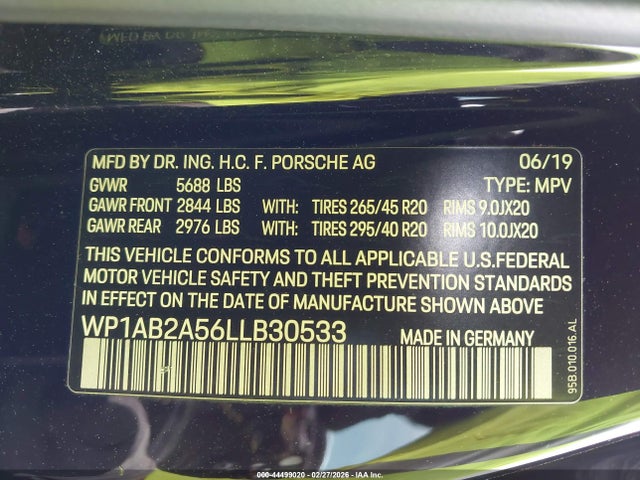 MFD BY DR. ING. H.C. F. PORSCHE AG 06/19
GVWR 5688 LBS TYPE: MPV
GAWR FRONT 2844 LBS WITH: TIRES 265/45 R20 RIMS 9.0JX20
GAWR REAR 2976 LBS WITH: TIRES 295/40 R20 RIMS 10.0JX20
THIS VEHICLE CONFORMS TO ALL APPLICABLE U.S.FEDERAL
MOTOR VEHICLE SAFETY AND THEFT PREVENTION STANDARDS
IN EFFECT ON THE DATE OF MANUFACTURE SHOWN ABOVE
WP1AB2A56LLB30533 MADE IN GERMANY
95B.010.016.AL
000-44499020 - 02/27/2026 - IAA Inc.